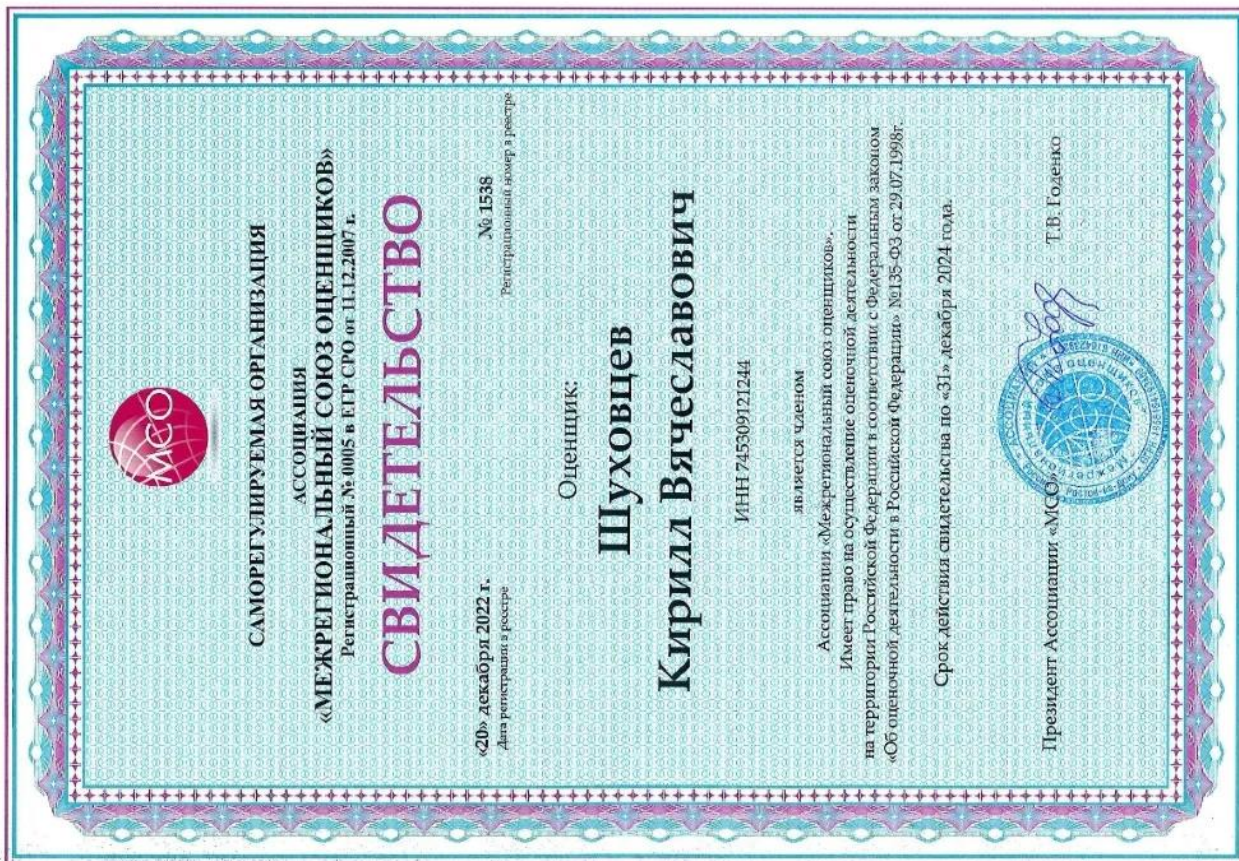 МСО
САМОРЕГУЛИРУЕМАЯ ОРГАНИЗАЦИЯ
АССОЦИАЦИЯ
«МЕЖРЕГИОНАЛЬНЫЙ СОЮЗ ОЦЕНЩИКОВ»
Регистрационный № 0005 в ЕГР СРО от 11.12.2007 г.
СВИДЕТЕЛЬСТВО
«20» декабря 2022 г. № 1538
Дата регистрации в реестре Регистрационный номер в реестре
Оценщик:
Шуховцев
Кирилл Вячеславович
ИНН 745309121244
является членом
Ассоциации «Межрегиональный союз оценщиков».
Имеет право на осуществление оценочной деятельности
на территории Российской Федерации в соответствии с Федеральным законом
«Об оценочной деятельности в Российской Федерации» №135-ФЗ от 29.07.1998г.
Срок действия свидетельства по «31» декабря 2024 года.
Президент Ассоциации «МСО» Т.В. Годенко